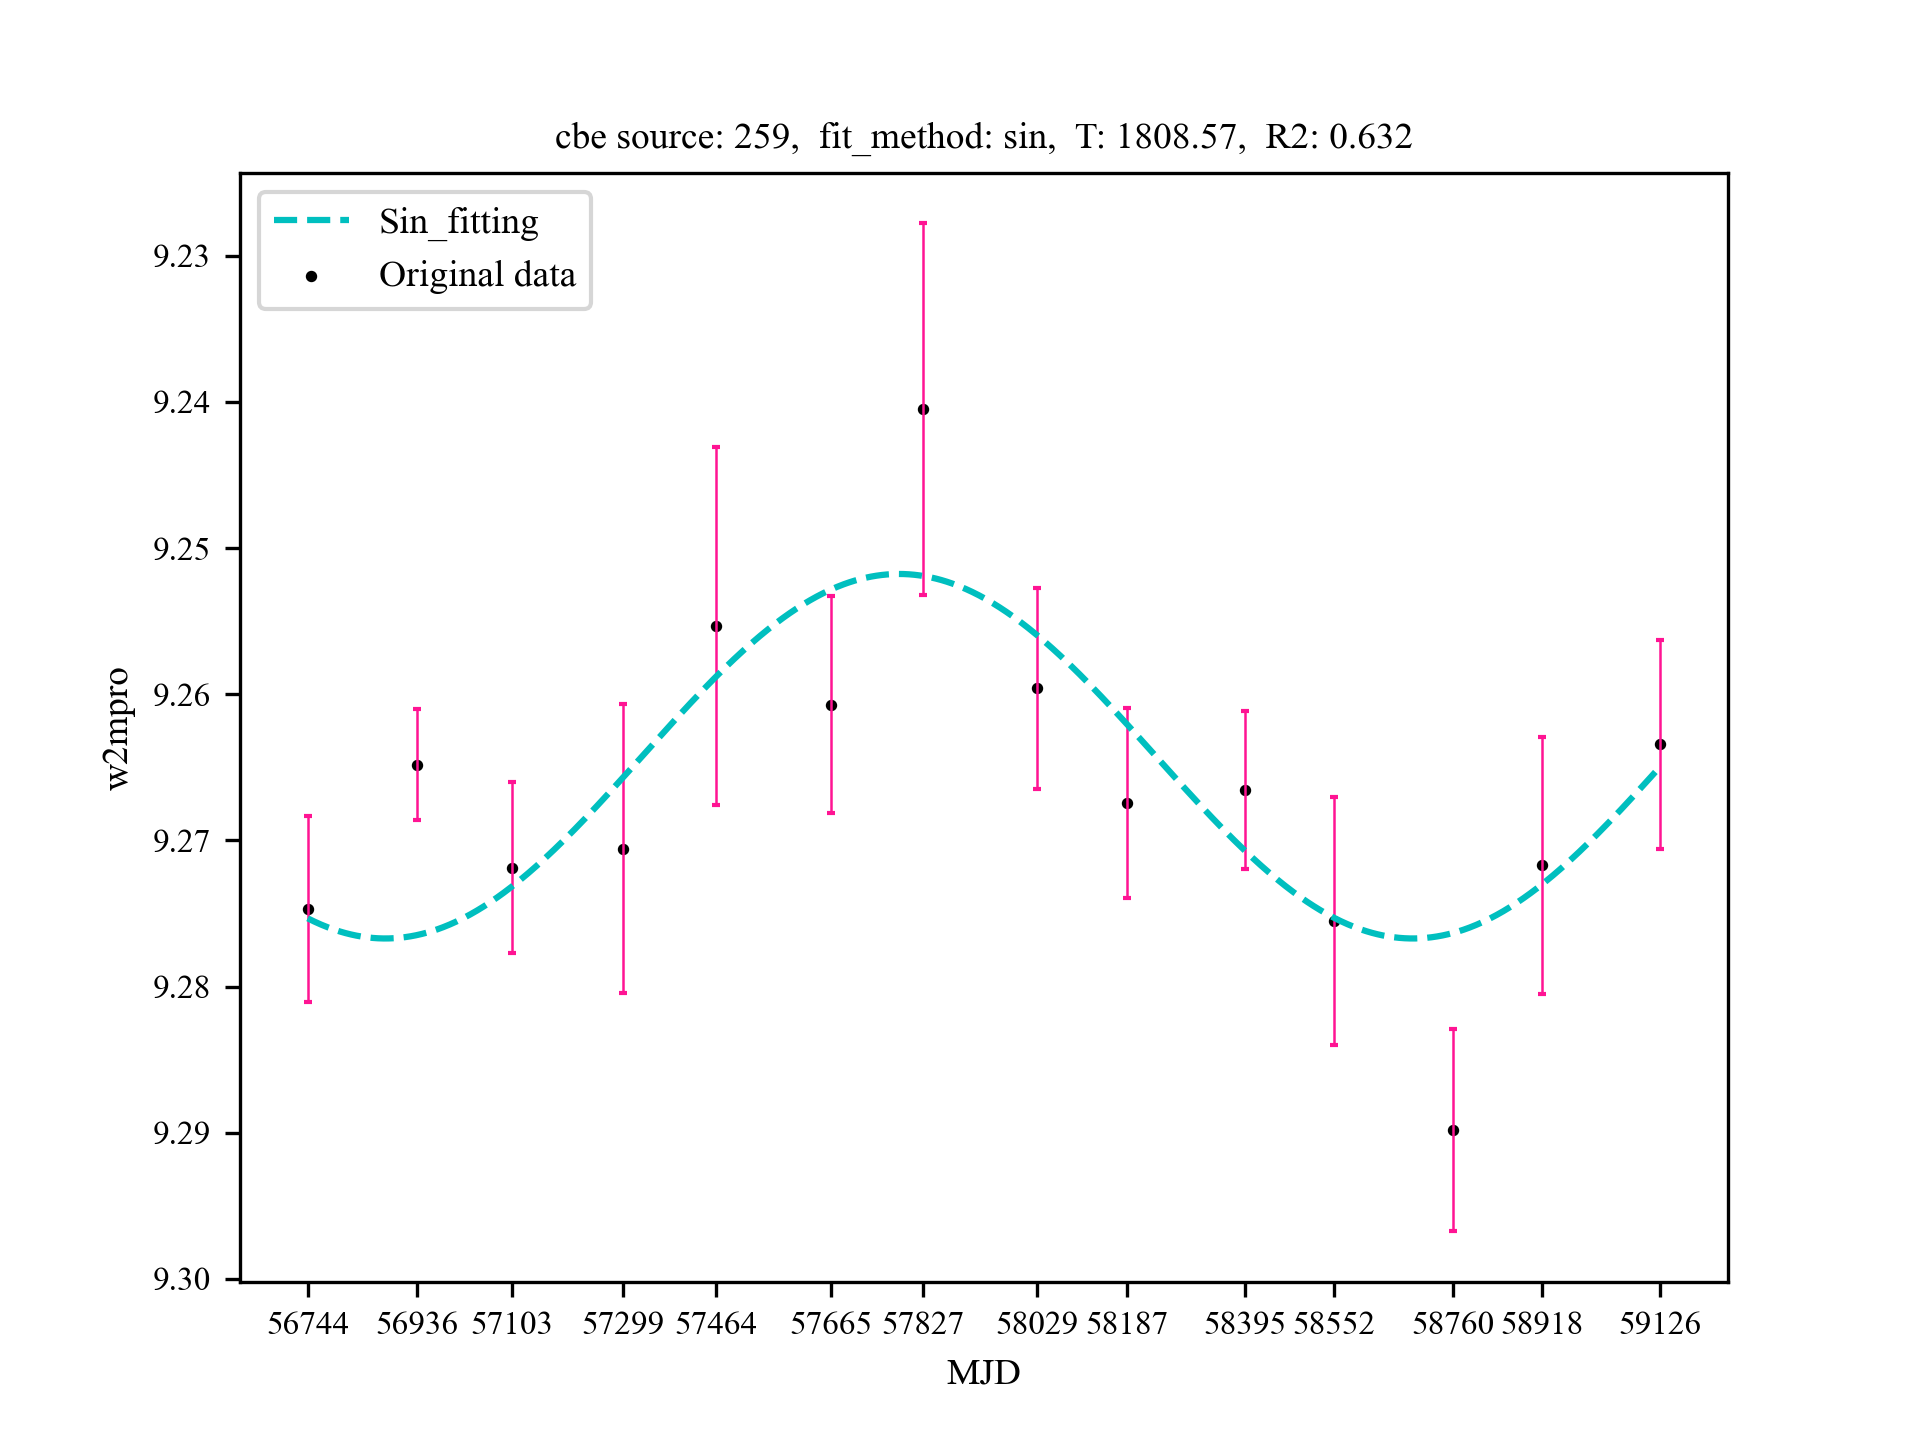 cbe source: 259,  fit_method: sin,  T: 1808.57,  R2: 0.632
Sin_fitting
Original data
9.23
9.24
9.25
9.26
9.27
9.28
9.29
9.30
w2mpro
56744 56936 57103 57299 57464 57665 57827 58029 58187 58395 58552 58760 58918 59126
MJD